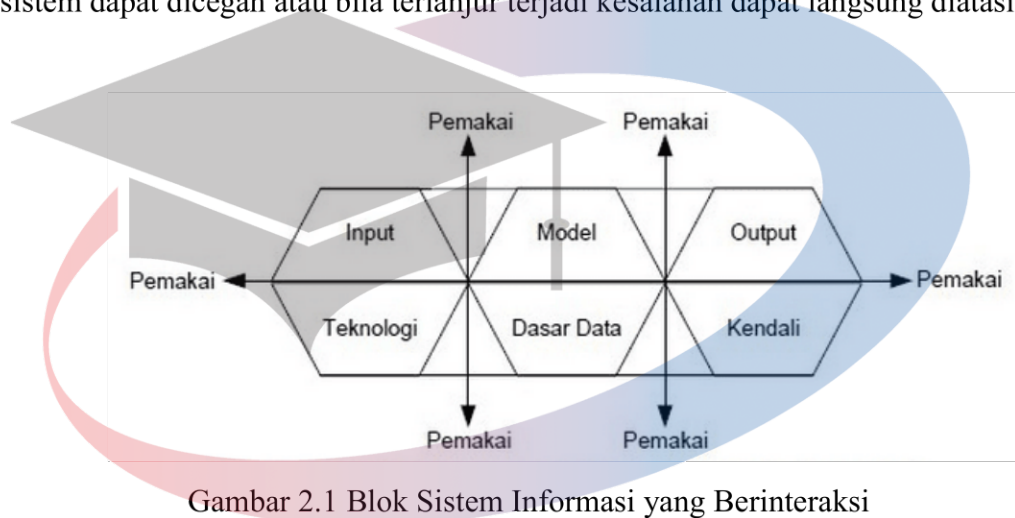 sistem dapat dicegah atau bila terlanjur terjadi kesalahan dapat langsung diatasi
Pemakai Pemakai
Input Model Output
Pemakai Pemakai
Teknologi Dasar Data Kendali
Pemakai Pemakai
Gambar 2.1 Blok Sistem Informasi yang Berinteraksi